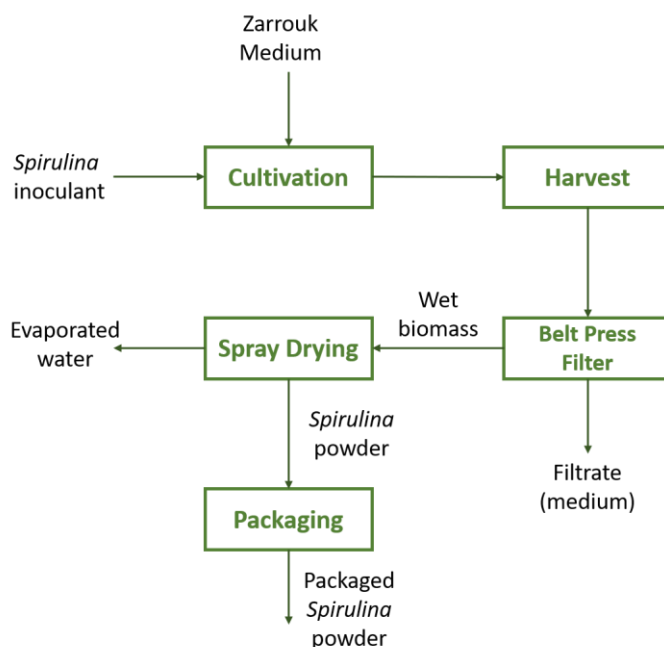 Zarrouk
Medium
Spirulina
inoculant
Cultivation
Harvest
Evaporated
water
Spray Drying
Wet
biomass
Belt Press
Filter
Spirulina
powder
Filtrate
(medium)
Packaging
Packaged
Spirulina
powder